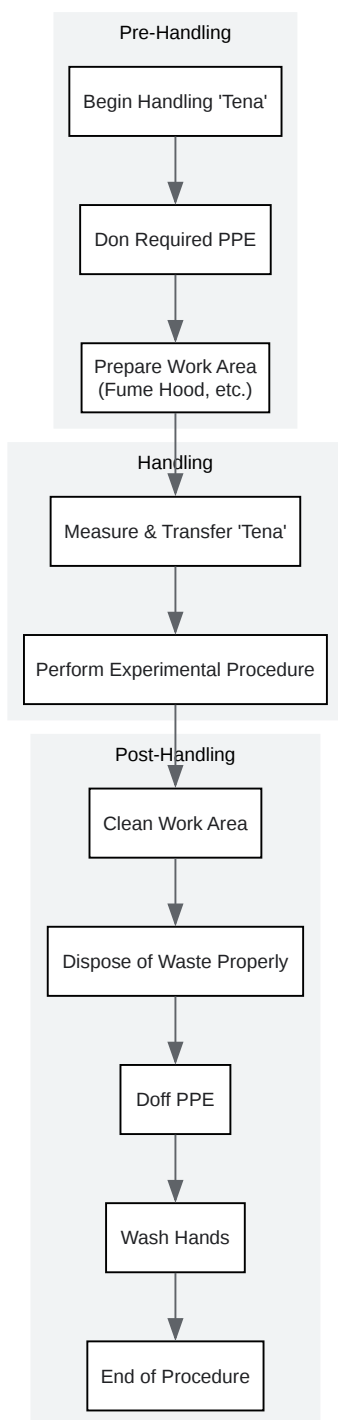 Pre-Handling
Begin Handling 'Tena'
Don Required PPE
Prepare Work Area
(Fume Hood, etc.)
Handling
Measure & Transfer 'Tena'
Perform Experimental Procedure
Post-Handling
Clean Work Area
Dispose of Waste Properly
Doff PPE
Wash Hands
End of Procedure